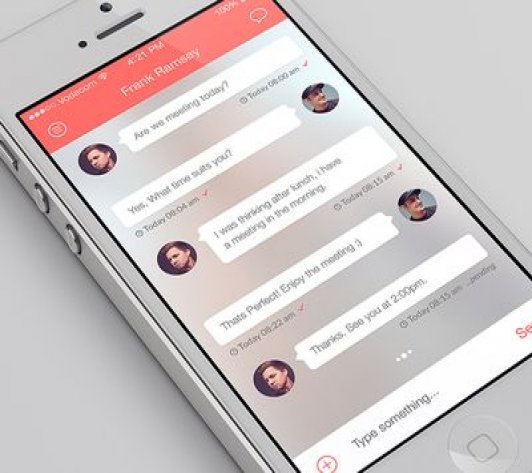 Vodacom
4:21 PM
100%
Frank Ramsey
Are we meeting today?
Today 08:00 am
Yes, What time suits you?
Today 08:04 am
I was thinking after lunch, i have
a meeting in the morning.
Today 08:15 am
Thats Perfect! Enjoy the meeting :)
Today 08:22 am
Thanks, See you at 2:00pm.
Today 08:15 am ...pending
Type something...
Se